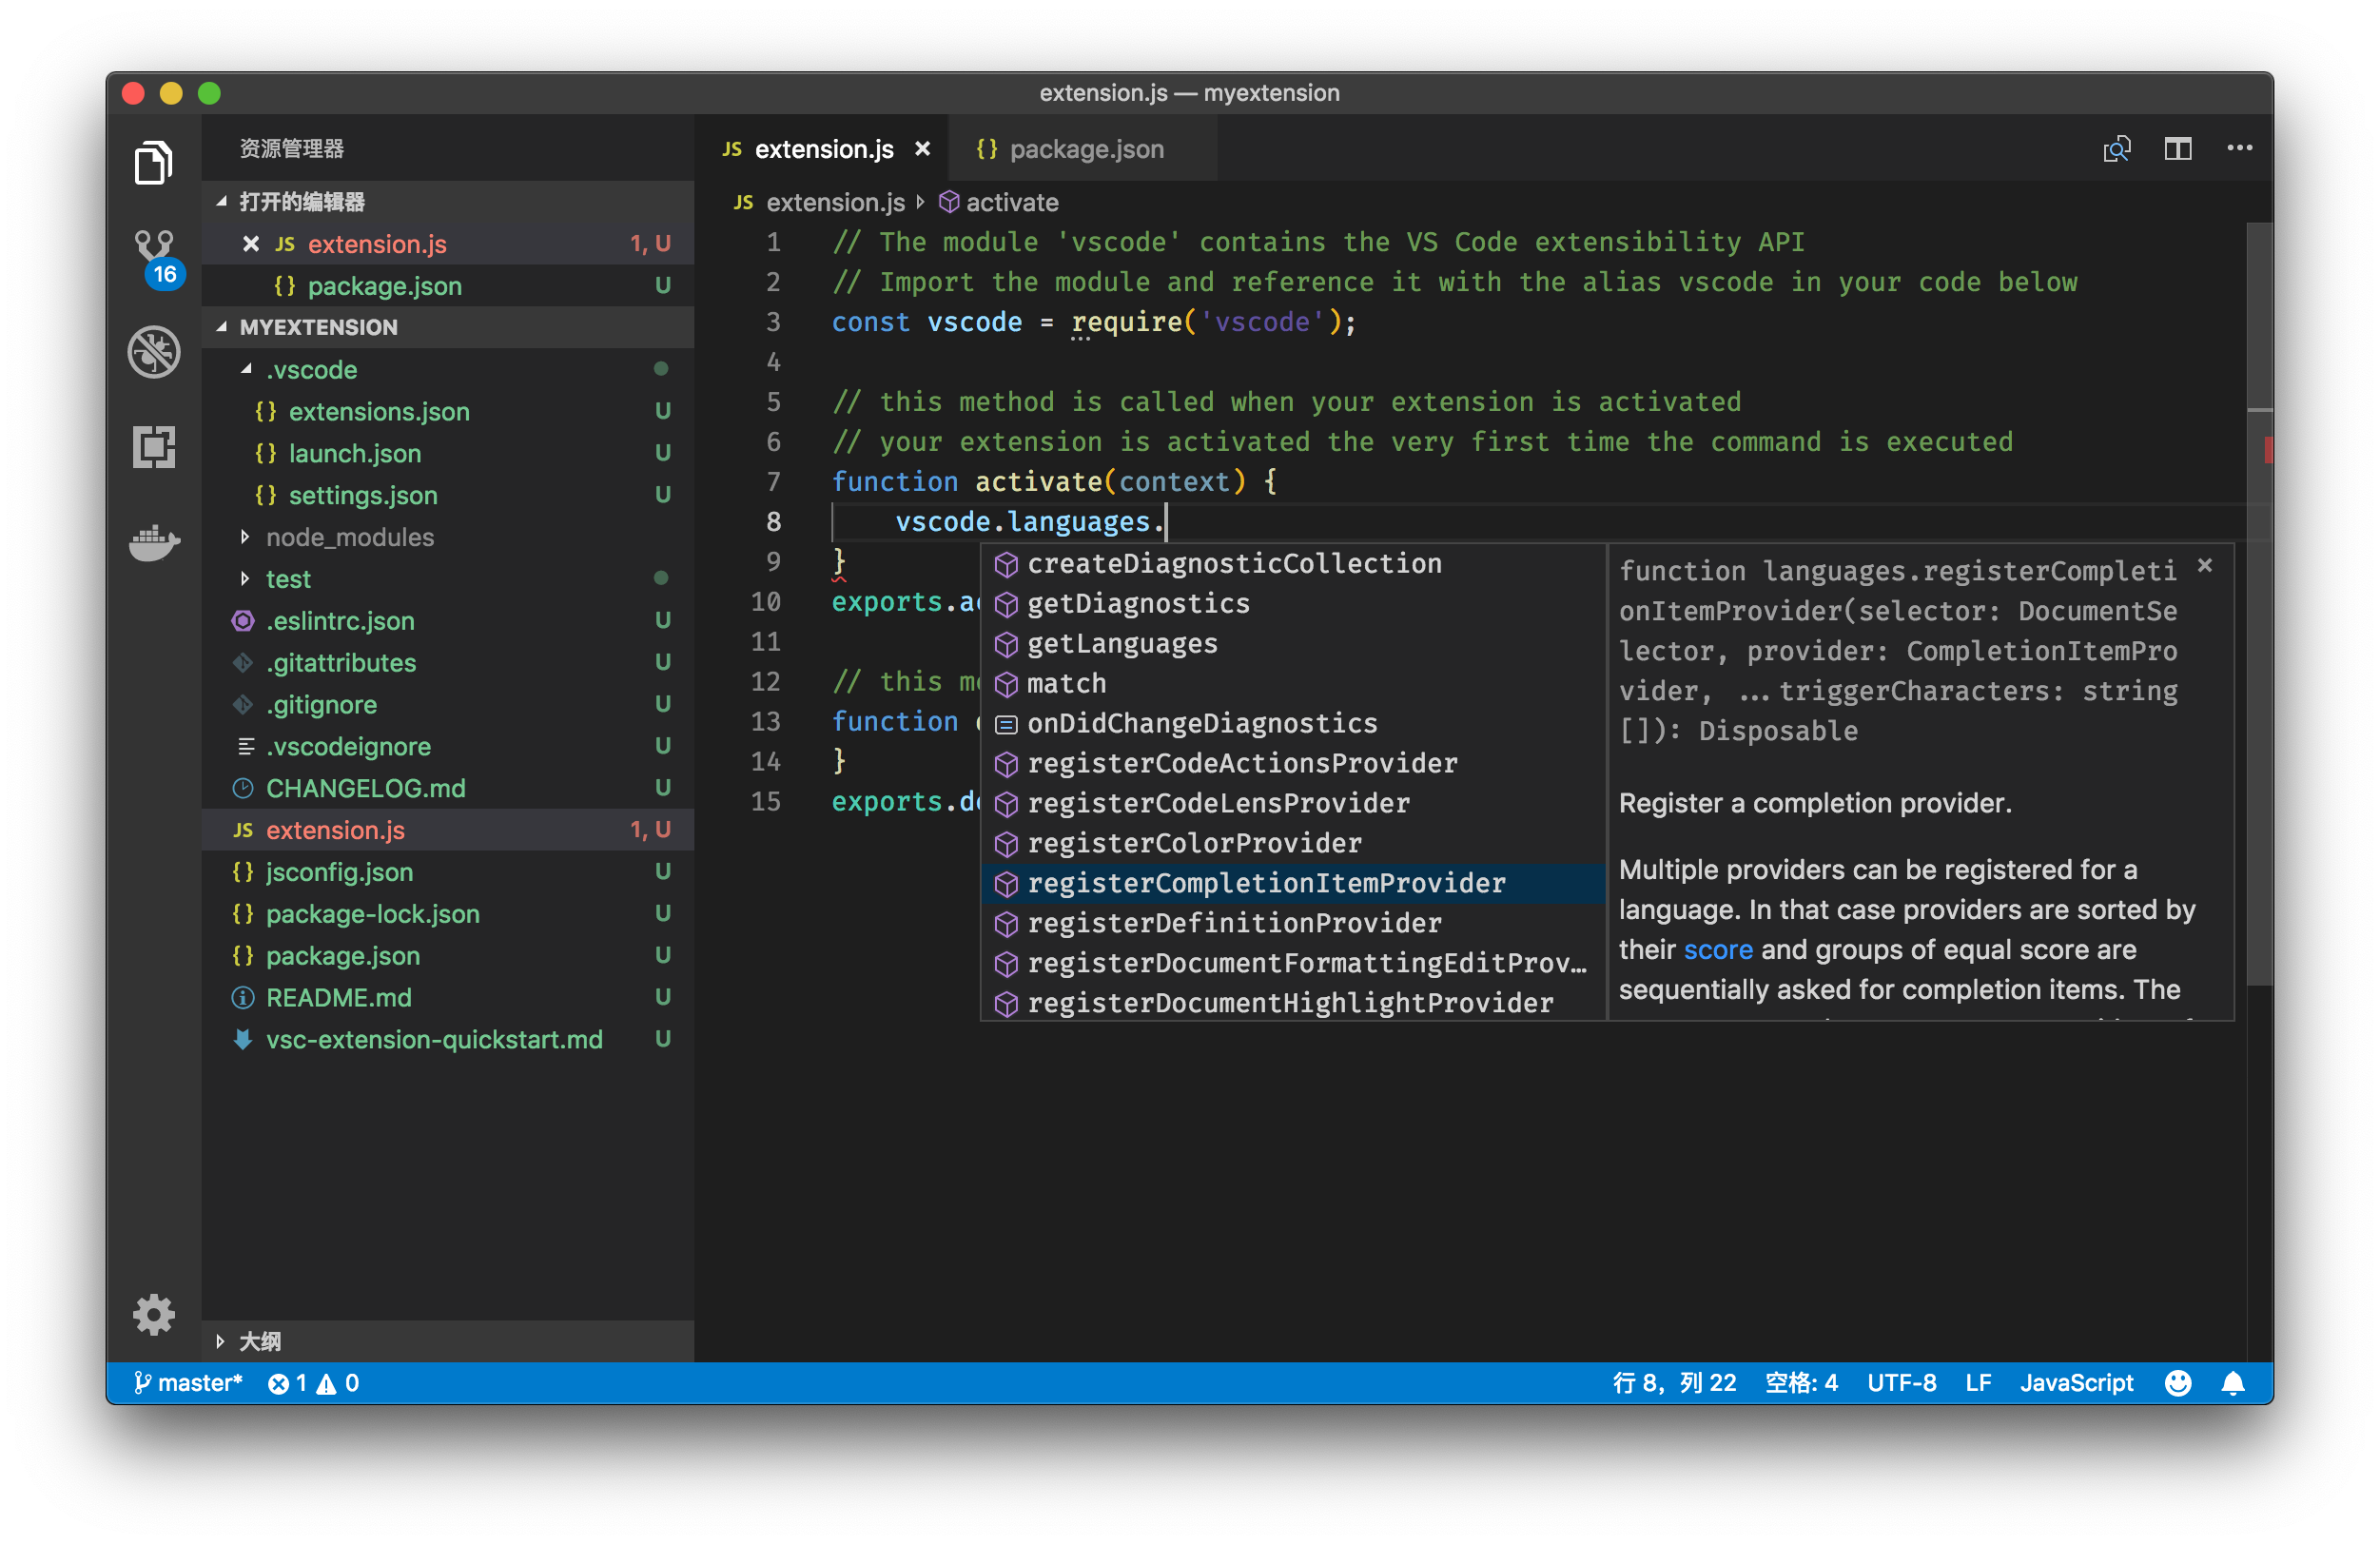 extension.js — myextension
资源管理器
打开的编辑器
JS extension.js 1, U
{} package.json U
MYEXTENSION
.vscode
{} extensions.json U
{} launch.json U
{} settings.json U
node_modules
test
.eslintrc.json U
.gitattributes U
.gitignore U
.vscodeignore U
CHANGELOG.md U
JS extension.js 1, U
{} jsconfig.json U
{} package-lock.json U
{} package.json U
README.md U
vsc-extension-quickstart.md U
大纲
16
JS extension.js
{} package.json
JS extension.js activate
1 // The module 'vscode' contains the VS Code extensibility API
2 // Import the module and reference it with the alias vscode in your code below
3 const vscode = require('vscode');
4
5 // this method is called when your extension is activated
6 // your extension is activated the very first time the command is executed
7 function activate(context) {
8 vscode.languages.
9 }
10 exports.ac
11
12 // this me
13 function
14 }
15 exports.de
createDiagnosticCollection
getDiagnostics
getLanguages
match
onDidChangeDiagnostics
registerCodeActionsProvider
registerCodeLensProvider
registerColorProvider
registerCompletionItemProvider
registerDefinitionProvider
registerDocumentFormattingEditProv…
registerDocumentHighlightProvider
function languages.registerCompleti
onItemProvider(selector: DocumentSe
lector, provider: CompletionItemPro
vider, ...triggerCharacters: string
[]): Disposable
Register a completion provider.
Multiple providers can be registered for a
language. In that case providers are sorted by
their score and groups of equal score are
sequentially asked for completion items. The
master* 1 0
行 8，列 22 空格: 4 UTF-8 LF JavaScript